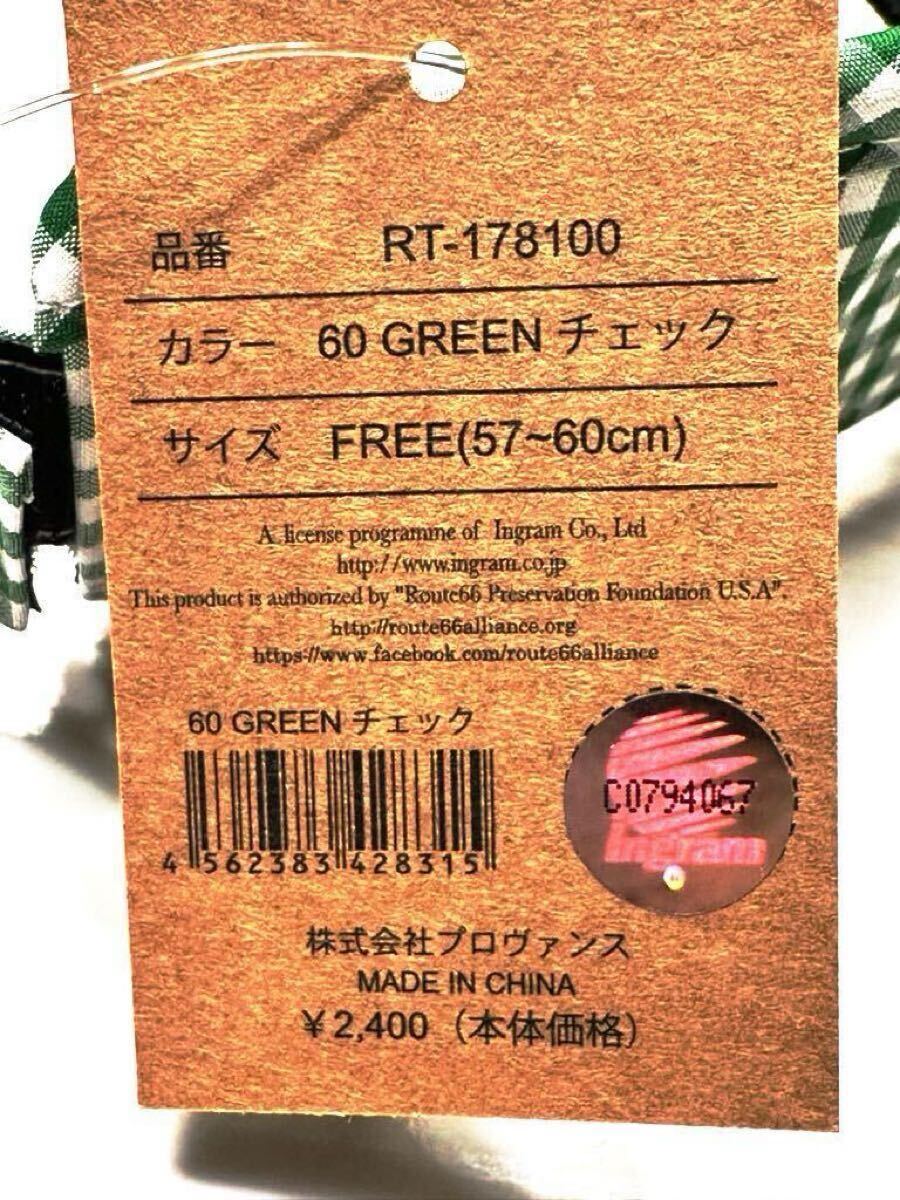 品番 RT-178100
カラー 60 GREEN チェック
サイズ FREE(57~60cm)
A license programme of Ingram Co., Ltd
http://www.ingram.co.jp
This product is authorized by "Route66 Preservation Foundation U.S.A".
http://route66alliance.org
https://www.facebook.com/route66alliance
60 GREEN チェック
4 562383 428315
C0794067
Ingram
株式会社プロヴァンス
MADE IN CHINA
￥2,400（本体価格）